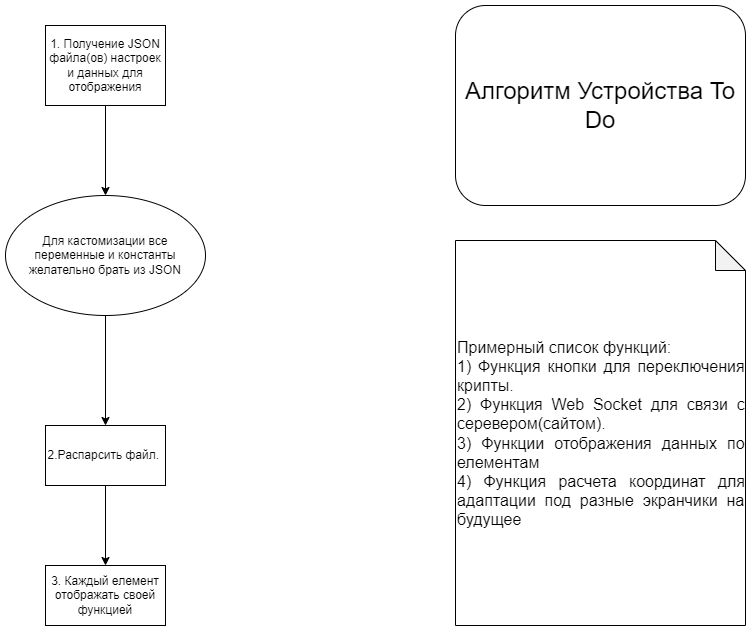 1. Получение JSON
файла(ов) настроек
и данных для
отображения
Для кастомизации все
переменные и константы
желательно брать из JSON
2.Распарсить файл.
3. Каждый елемент
отображать своей
функцией
Алгоритм Устройства To
Do
Примерный список функций:
1) Функция кнопки для переключения
крипты.
2) Функция Web Socket для связи с
серевером(сайтом).
3) Функции отображения данных по
елементам
4) Функция расчета координат для
адаптации под разные экранчики на
будущее